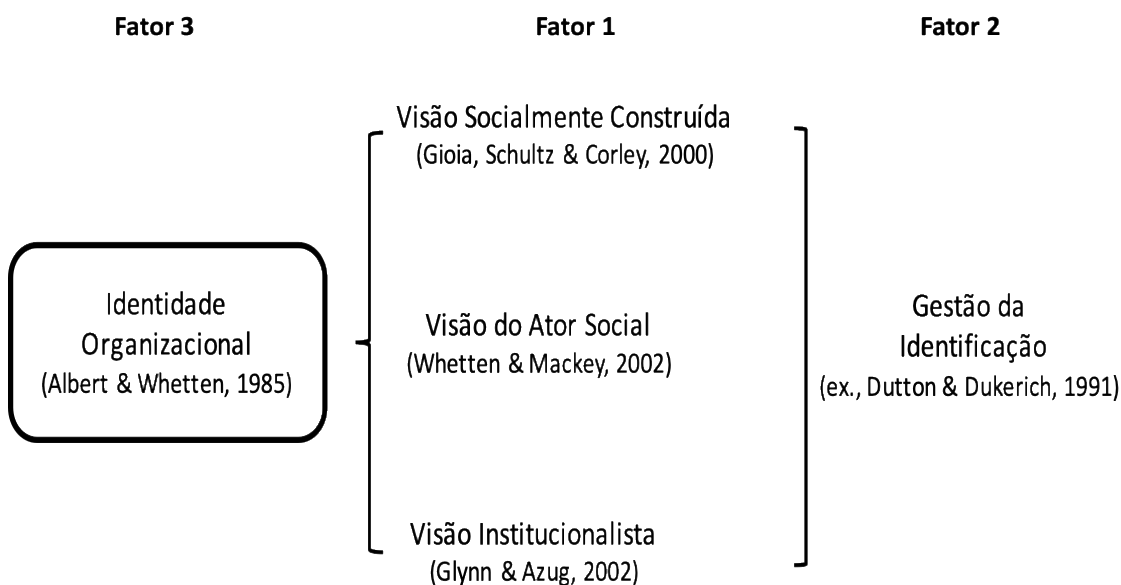 Fator 3
Fator 1
Fator 2
Identidade
Organizacional
(Albert & Whetten, 1985)
Visão Socialmente Construída
(Gioia, Schultz & Corley, 2000)
Visão do Ator Social
(Whetten & Mackey, 2002)
Visão Institucionalista
(Glynn & Azug, 2002)
Gestão da
Identificação
(ex., Dutton & Dukerich, 1991)